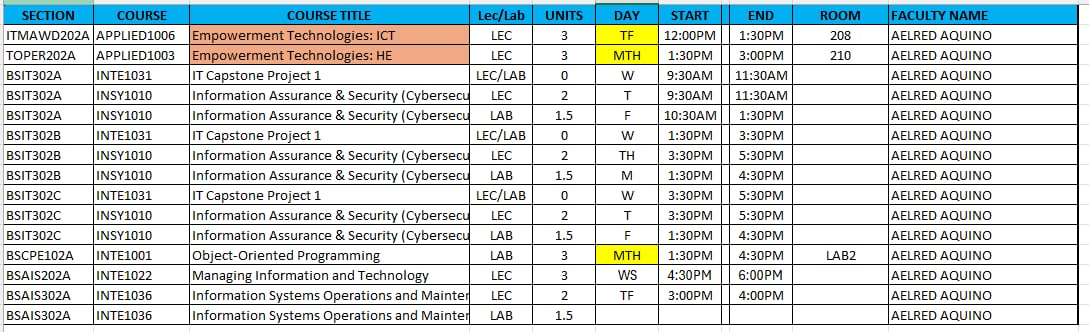 SECTION COURSE COURSE TITLE Lec/Lab UNITS DAY START END ROOM FACULTY NAME
ITMAWD202A APPLIED1006 Empowerment Technologies: ICT LEC 3 TF 12:00PM 1:30PM 208 AELRED AQUINO
TOPER202A APPLIED1003 Empowerment Technologies: HE LEC 3 MTH 1:30PM 3:00PM 210 AELRED AQUINO
BSIT302A INTE1031 IT Capstone Project 1 LEC/LAB 0 W 9:30AM 11:30AM AELRED AQUINO
BSIT302A INSY1010 Information Assurance & Security (Cybersecu LEC 2 T 9:30AM 11:30AM AELRED AQUINO
BSIT302A INSY1010 Information Assurance & Security (Cybersecu LAB 1.5 F 10:30AM 1:30PM AELRED AQUINO
BSIT302B INTE1031 IT Capstone Project 1 LEC/LAB 0 W 1:30PM 3:30PM AELRED AQUINO
BSIT302B INSY1010 Information Assurance & Security (Cybersecu LEC 2 TH 3:30PM 5:30PM AELRED AQUINO
BSIT302B INSY1010 Information Assurance & Security (Cybersecu LAB 1.5 M 1:30PM 4:30PM AELRED AQUINO
BSIT302C INTE1031 IT Capstone Project 1 LEC/LAB 0 W 3:30PM 5:30PM AELRED AQUINO
BSIT302C INSY1010 Information Assurance & Security (Cybersecu LEC 2 T 3:30PM 5:30PM AELRED AQUINO
BSIT302C INSY1010 Information Assurance & Security (Cybersecu LAB 1.5 F 1:30PM 4:30PM AELRED AQUINO
BSCPE102A INTE1001 Object-Oriented Programming LAB 3 MTH 1:30PM 4:30PM LAB2 AELRED AQUINO
BSAIS202A INTE1022 Managing Information and Technology LEC 3 WS 4:30PM 6:00PM AELRED AQUINO
BSAIS302A INTE1036 Information Systems Operations and Mainter LEC 2 TF 3:00PM 4:00PM AELRED AQUINO
BSAIS302A INTE1036 Information Systems Operations and Mainter LAB 1.5 AELRED AQUINO